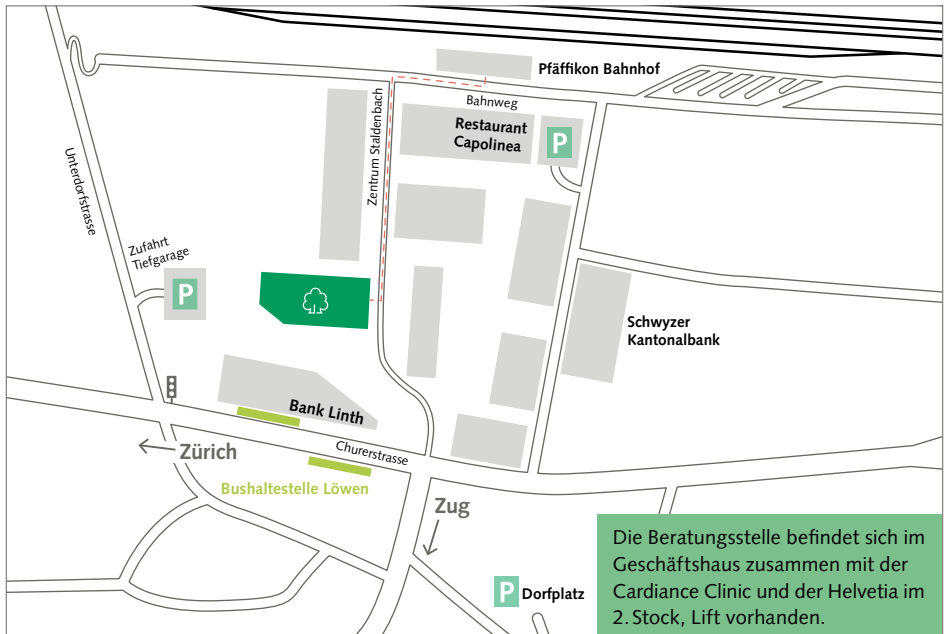 Pfäffikon Bahnhof
Bahnweg
Restaurant
Capolinea
P
Zentrum Staldenbach
Unterdorfstrasse
Zufahrt
Tiefgarage
P
Schwyzer
Kantonalbank
Bank Linth
Churerstrasse
Zürich
Bushaltestelle Löwen
Zug
P Dorfplatz
Die Beratungsstelle befindet sich im
Geschäftshaus zusammen mit der
Cardiance Clinic und der Helvetia im
2. Stock, Lift vorhanden.